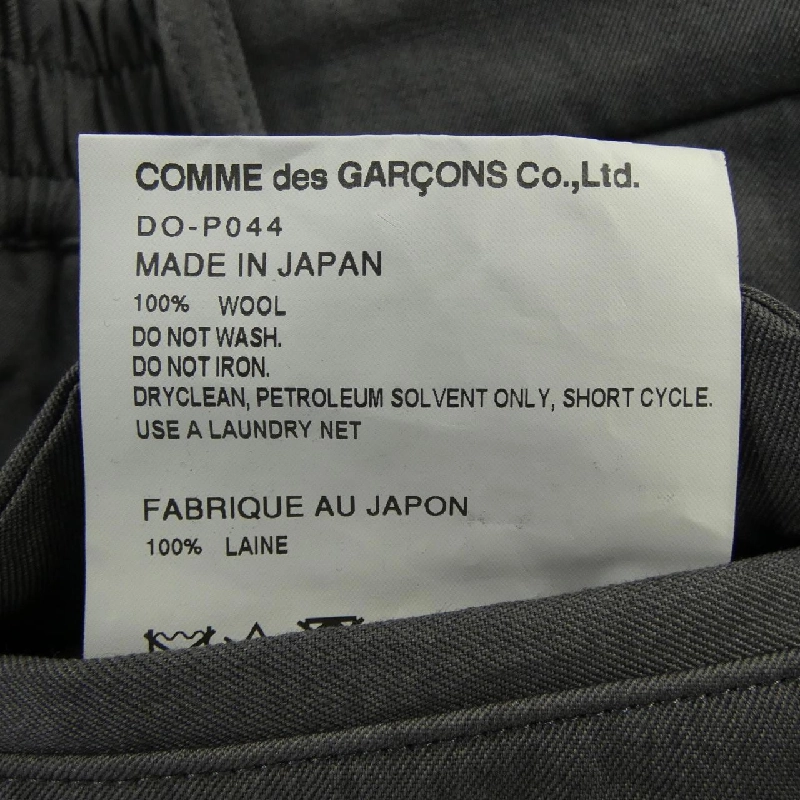 COMME des GARÇONS Co.,Ltd.
DO-P044
MADE IN JAPAN
100% WOOL
DO NOT WASH.
DO NOT IRON.
DRYCLEAN, PETROLEUM SOLVENT ONLY, SHORT CYCLE.
USE A LAUNDRY NET
FABRIQUE AU JAPON
100% LAINE